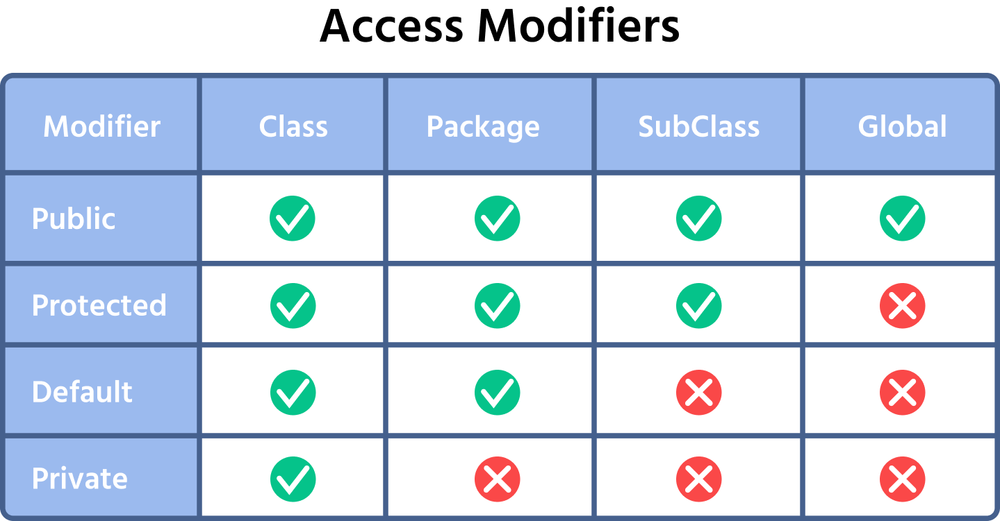 Access Modifiers
Modifier Class Package SubClass Global
Public
Protected
Default
Private